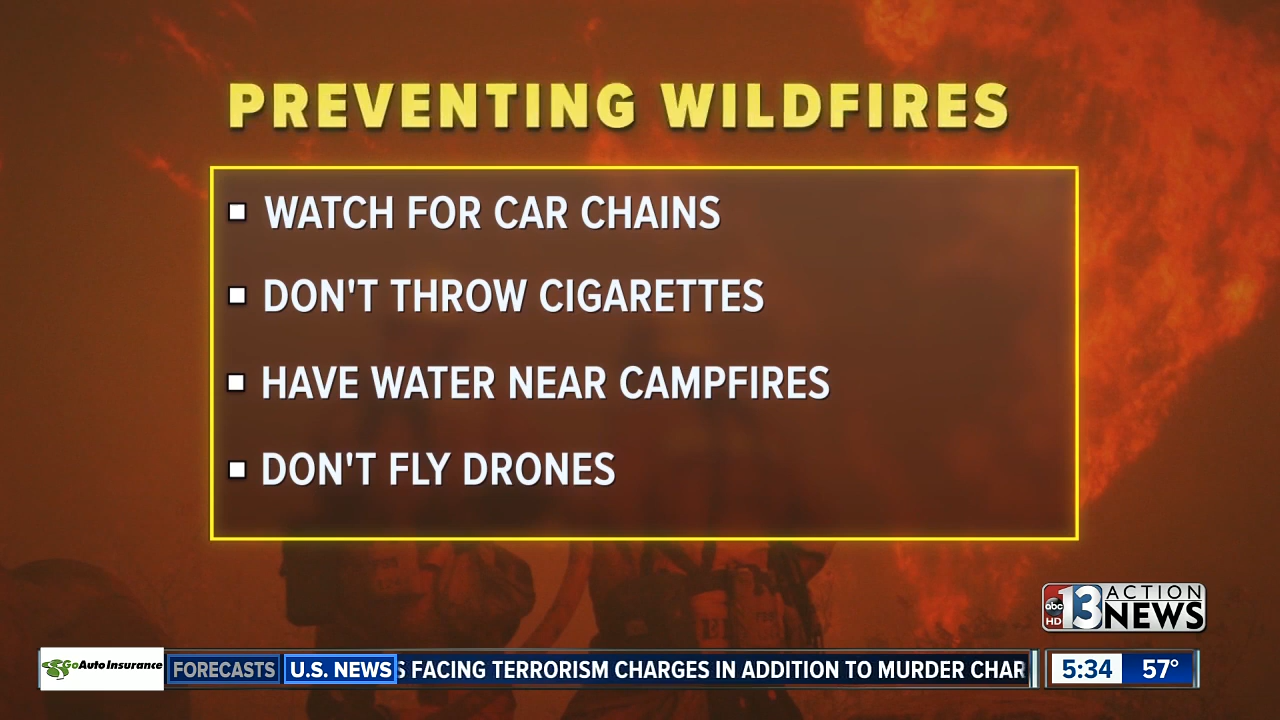 PREVENTING WILDFIRES
WATCH FOR CAR CHAINS
DON'T THROW CIGARETTES
HAVE WATER NEAR CAMPFIRES
DON'T FLY DRONES
abc HD 13 ACTION NEWS
GoAuto Insurance
FORECASTS
U.S. NEWS
S FACING TERRORISM CHARGES IN ADDITION TO MURDER CHAR
5:34
57°